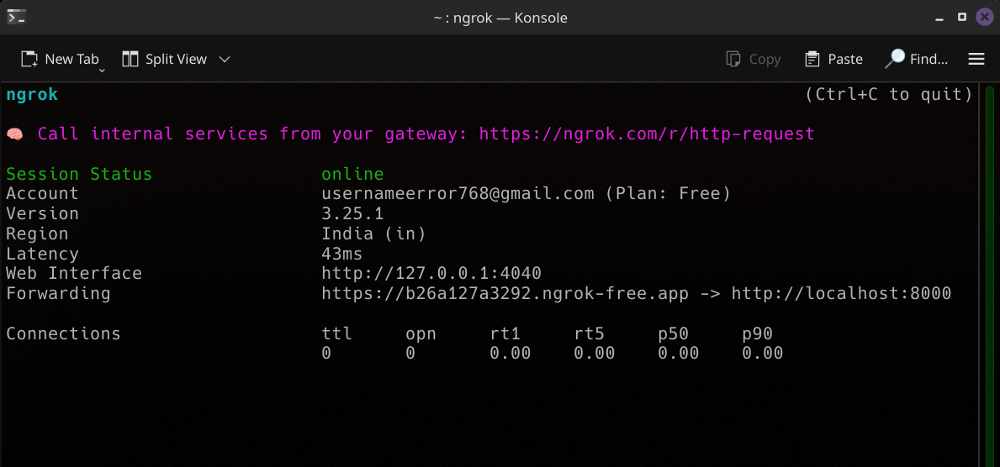 ~ : ngrok — Konsole
New Tab Split View Copy Paste Find...
ngrok (Ctrl+C to quit)
🧠 Call internal services from your gateway: https://ngrok.com/r/http-request
Session Status online
Account usernameerror768@gmail.com (Plan: Free)
Version 3.25.1
Region India (in)
Latency 43ms
Web Interface http://127.0.0.1:4040
Forwarding https://b26a127a3292.ngrok-free.app -> http://localhost:8000
Connections ttl opn rt1 rt5 p50 p90
0 0 0.00 0.00 0.00 0.00